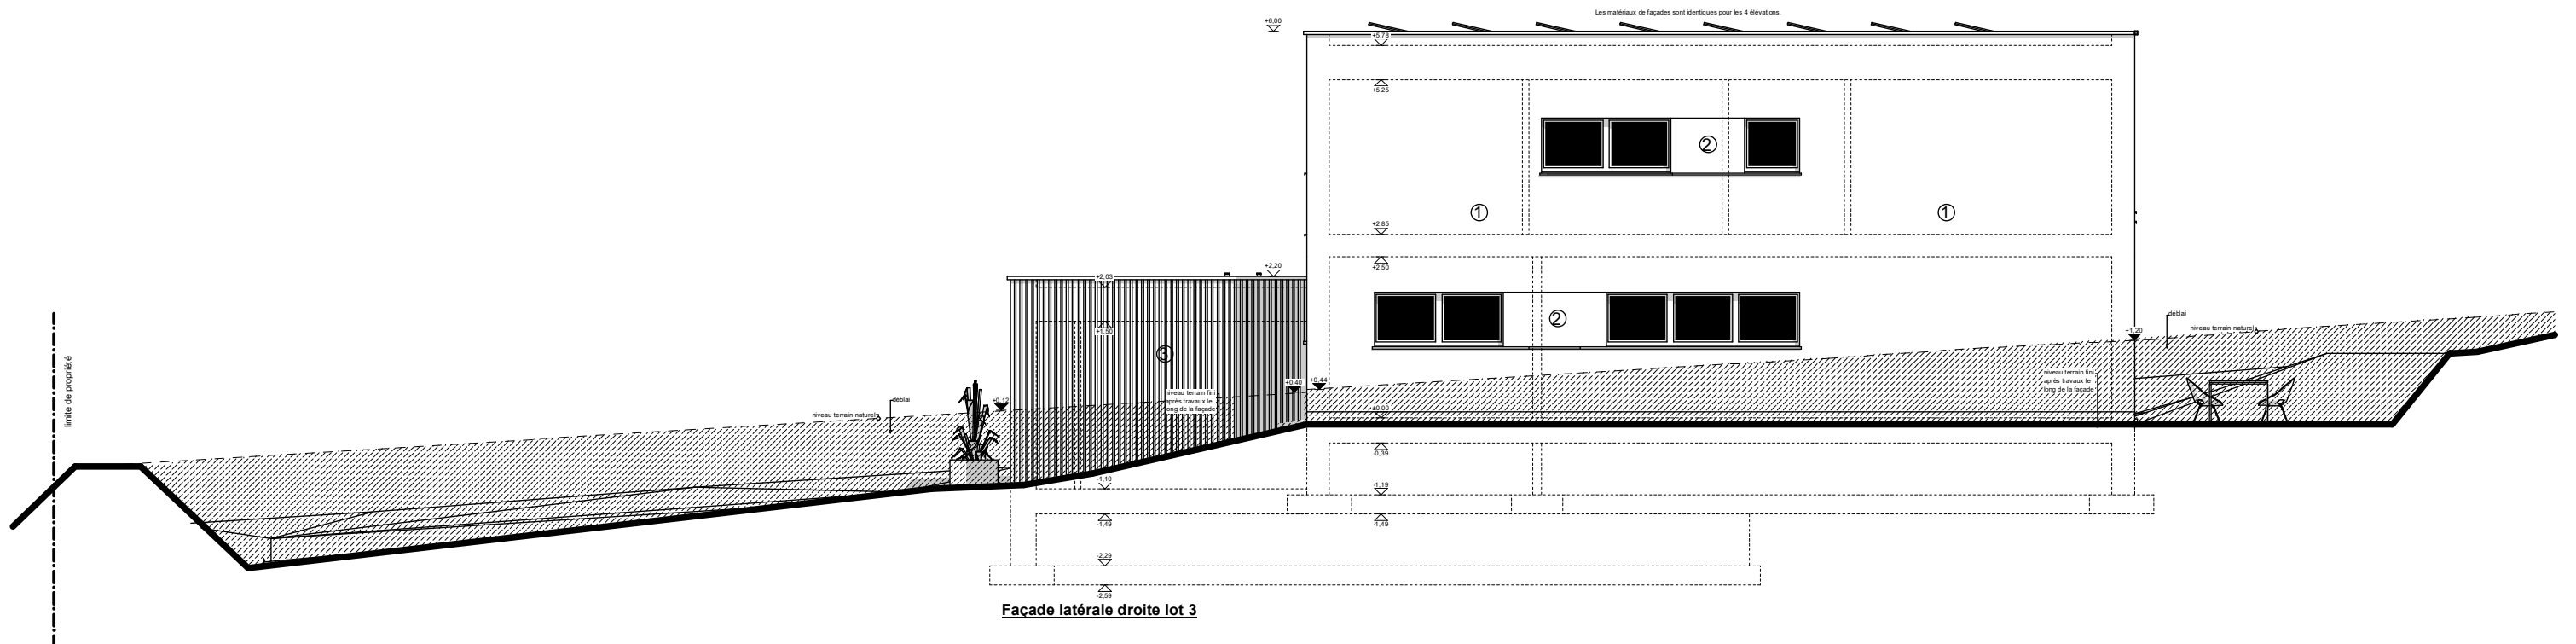 Les matériaux de façades sont identiques pour les 4 élévations.
+6,00
+5,78
+5,25
②
① ①
+2,85
+2,50
+2,20
+2,03
+1,50
②
③
+1,20
déblai
niveau terrain naturel
limite de propriété
niveau terrain fini
après travaux le
long de la façade
+0,40
+0,44
niveau terrain fini
après travaux le
long de la façade
déblai
+0,12
niveau terrain naturel
+0,00
-0,39
-1,10
-1,19
-1,49
-1,49
-2,29
-2,59
Façade latérale droite lot 3